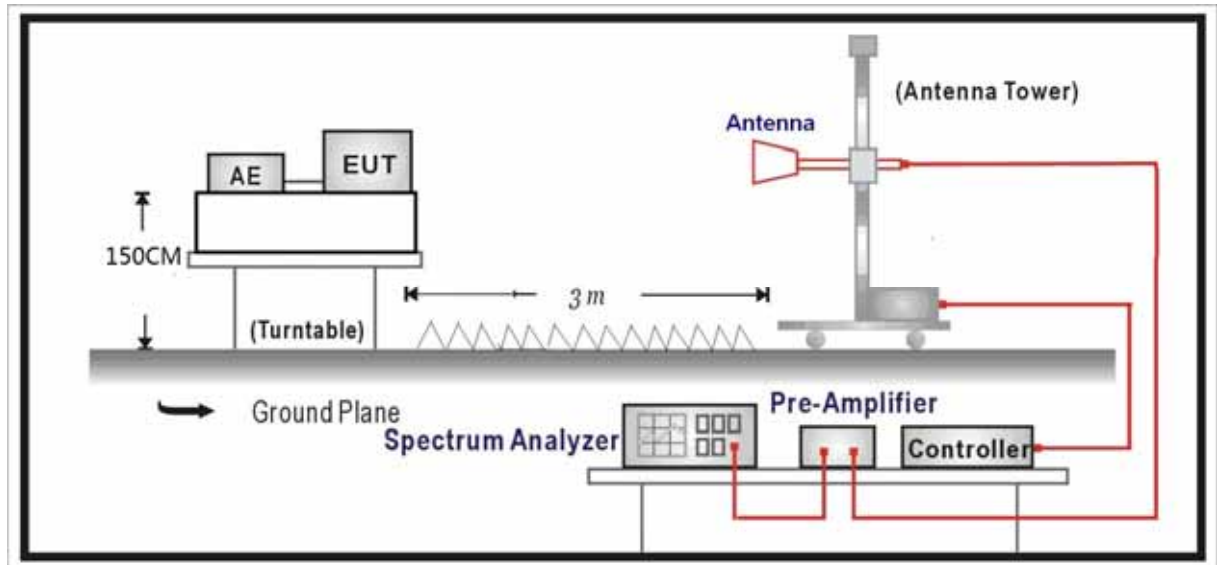 (Antenna Tower)
Antenna
AE
EUT
150CM
3 m
(Turntable)
Ground Plane
Pre-Amplifier
Spectrum Analyzer
Controller